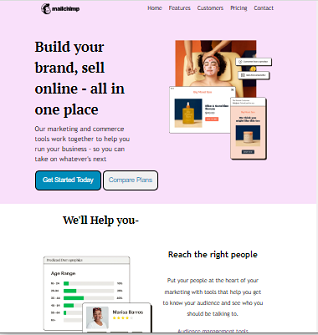 mailchimp
Home Features Customers Pricing Contact
Build your
brand, sell
online - all in
one place
Our marketing and commerce
tools work together to help you
run your business - so you can
take on whatever's next
Get Started Today
Compare Plans
We'll Help you-
Age Range
Marisa Barros
Reach the right people
Put your people at the heart of your
marketing with tools that help you get
to know your audience and see who you
should be talking to.
Audience management tools